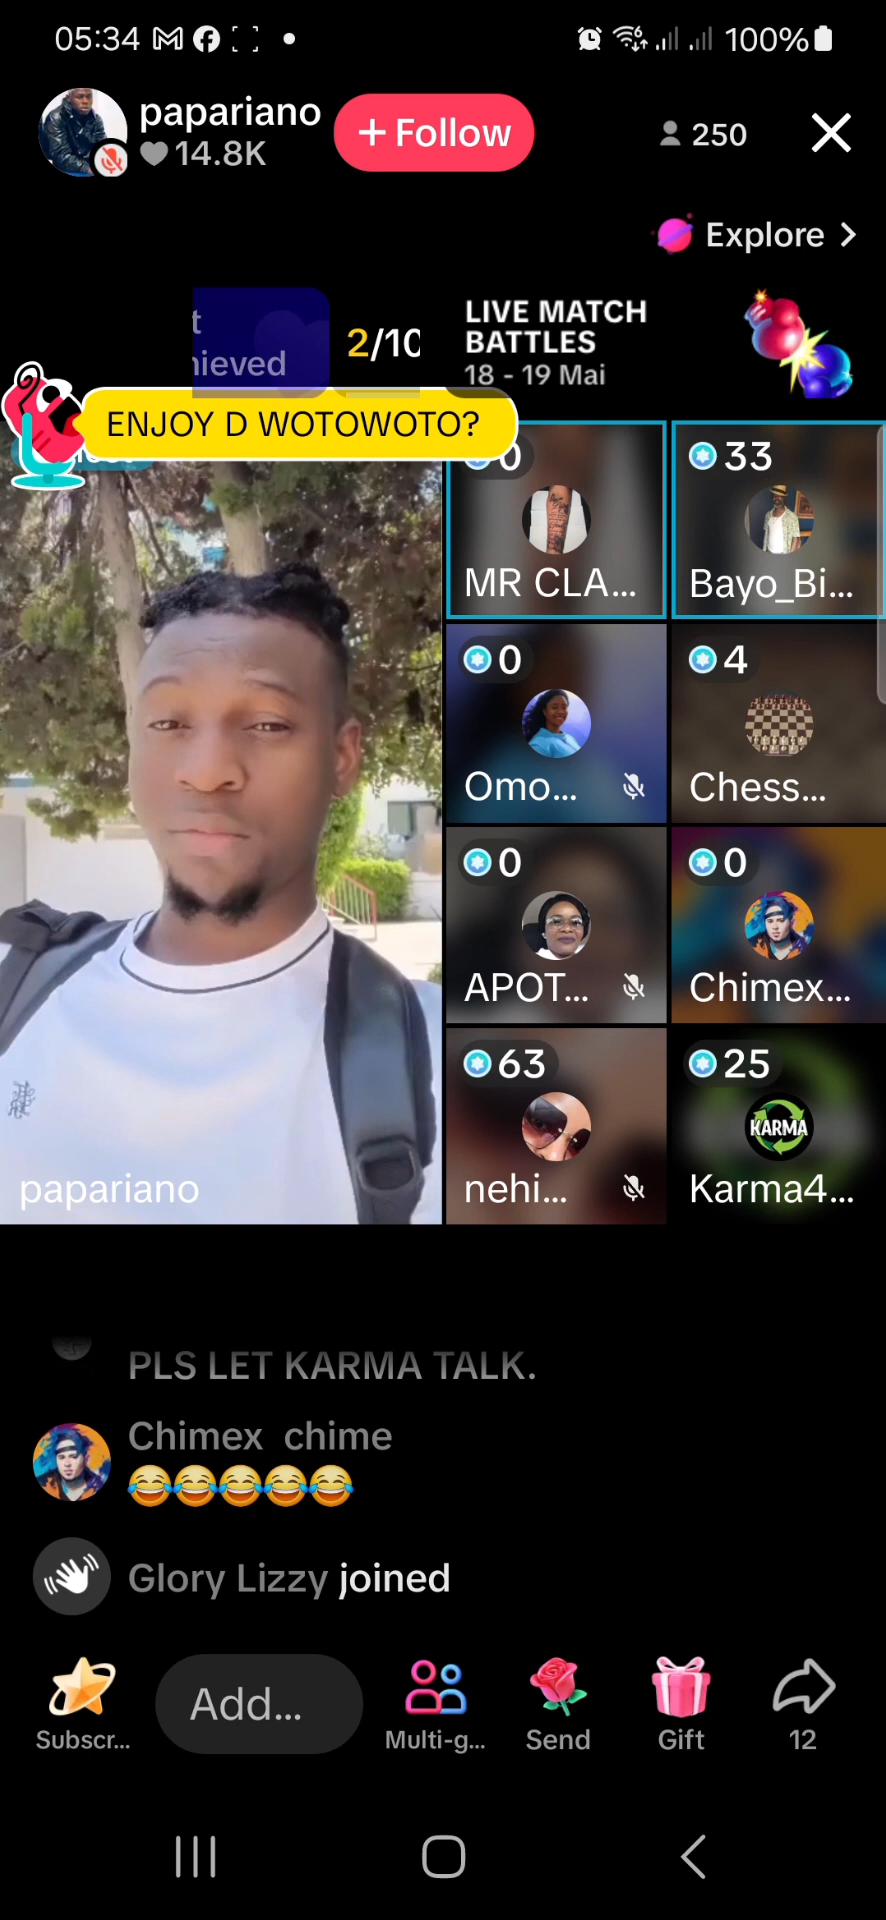 05:34
100%
papariano
14.8K
+ Follow
250
Explore >
t
hieved
2/10
LIVE MATCH
BATTLES
18 - 19 Mai
ENJOY D WOTOWOTO?
0
MR CLA...
33
Bayo_Bi...
0
Omo...
4
Chess...
0
APOT...
0
Chimex...
63
nehi...
25
KARMA
Karma4...
papariano
PLS LET KARMA TALK.
Chimex chime
😂😂😂😂😂
Glory Lizzy joined
Add...
Subscr...
Multi-g...
Send
Gift
12